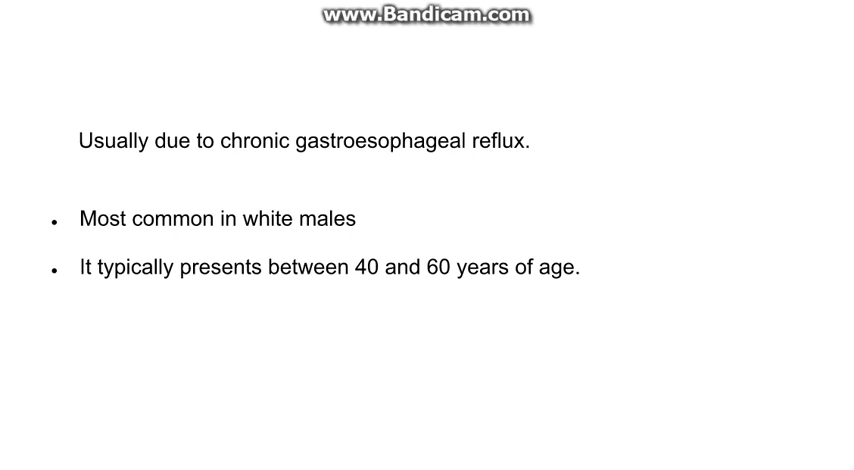 www.Bandicam.com
Usually due to chronic gastroesophageal reflux.
• Most common in white males
• It typically presents between 40 and 60 years of age.